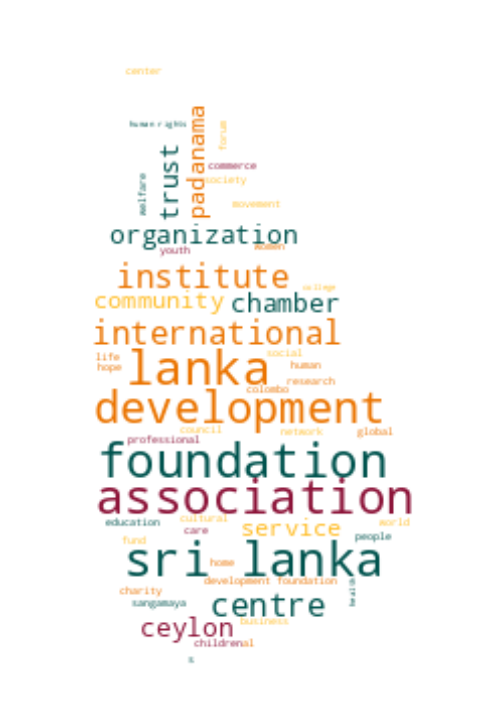 center
human rights
padanama
forum
trust
commerce
welfare
society
movement
organization
women
youth
institute
college
community chamber
international
social
life
lanka
human
hope
research
colombo
development
council
network
global
professional
foundation
association
education
cultural
world
care
service
people
fund
sri lanka
home
development foundation
health
charity
sangamaya
centre
business
ceylon
children
al
s